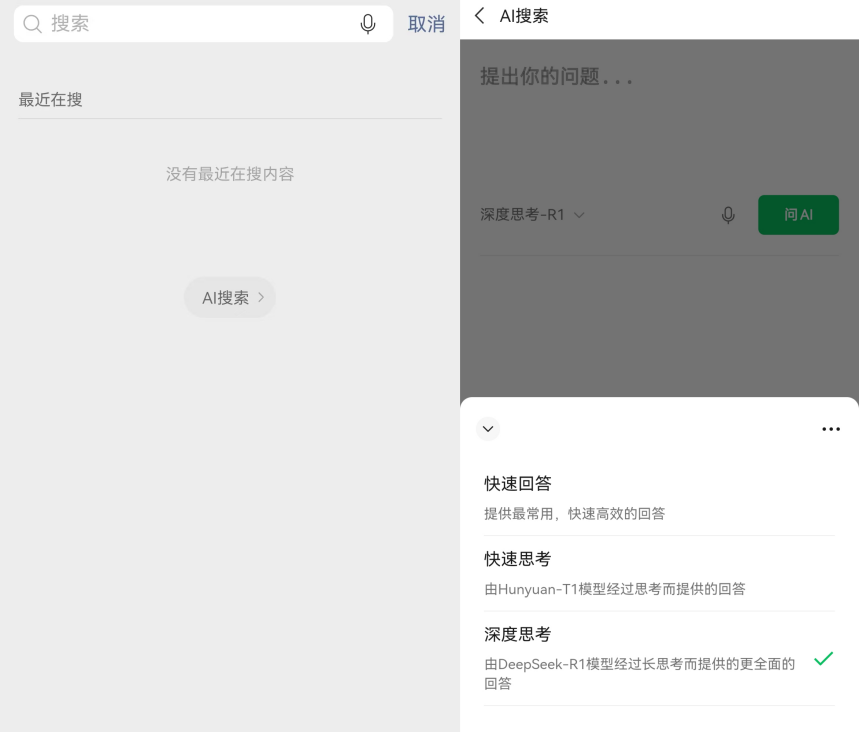 搜索
取消
最近在搜
没有最近在搜内容
AI搜索
AI搜索
提出你的问题...
深度思考-R1
问AI
快速回答
提供最常用，快速高效的回答
快速思考
由Hunyuan-T1模型经过思考而提供的回答
深度思考
由DeepSeek-R1模型经过长思考而提供的更全面的
回答